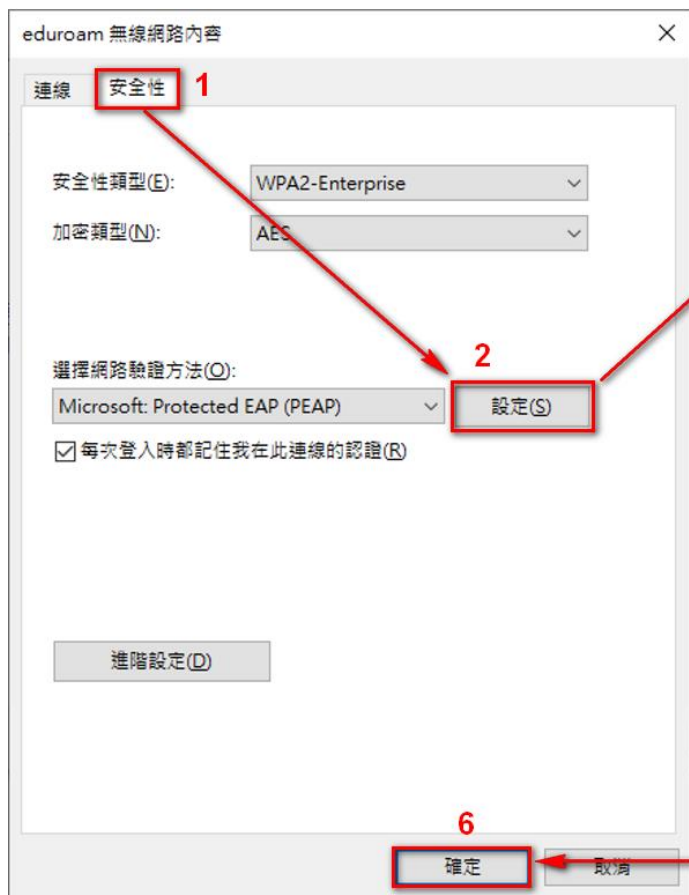 eduroam 無線網路內容
連線 安全性 1
安全性類型(E): WPA2-Enterprise
加密類型(N): AES
2
選擇網路驗證方法(O):
Microsoft: Protected EAP (PEAP) 設定(S)
每次登入時都記住我在此連線的認證(R)
進階設定(D)
6
確定 取消